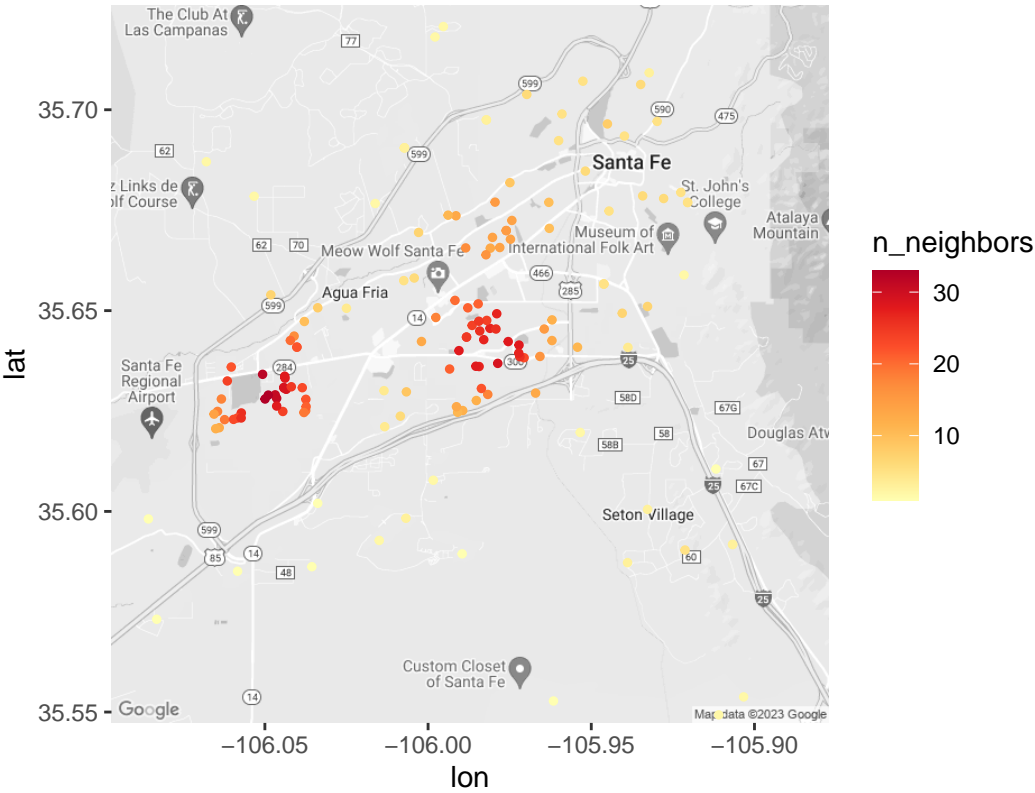 The Club At
Las Campanas
77
599
35.70
590
475
62
599
Santa Fe
z Links de
olf Course
St. John's
College
Atalaya
Mountain
62
70
Museum of
International Folk Art
Meow Wolf Santa Fe
n_neighbors
466
285
Agua Fria
30
35.65
599
14
lat
Santa Fe
Regional
Airport
284
300
25
20
58D
67G
10
58
Douglas Atw
58B
67
25
67C
35.60
599
Seton Village
85
14
60
48
25
Custom Closet
of Santa Fe
14
35.55
Google
Map data ©2023 Google
−106.05
−106.00
−105.95
−105.90
lon